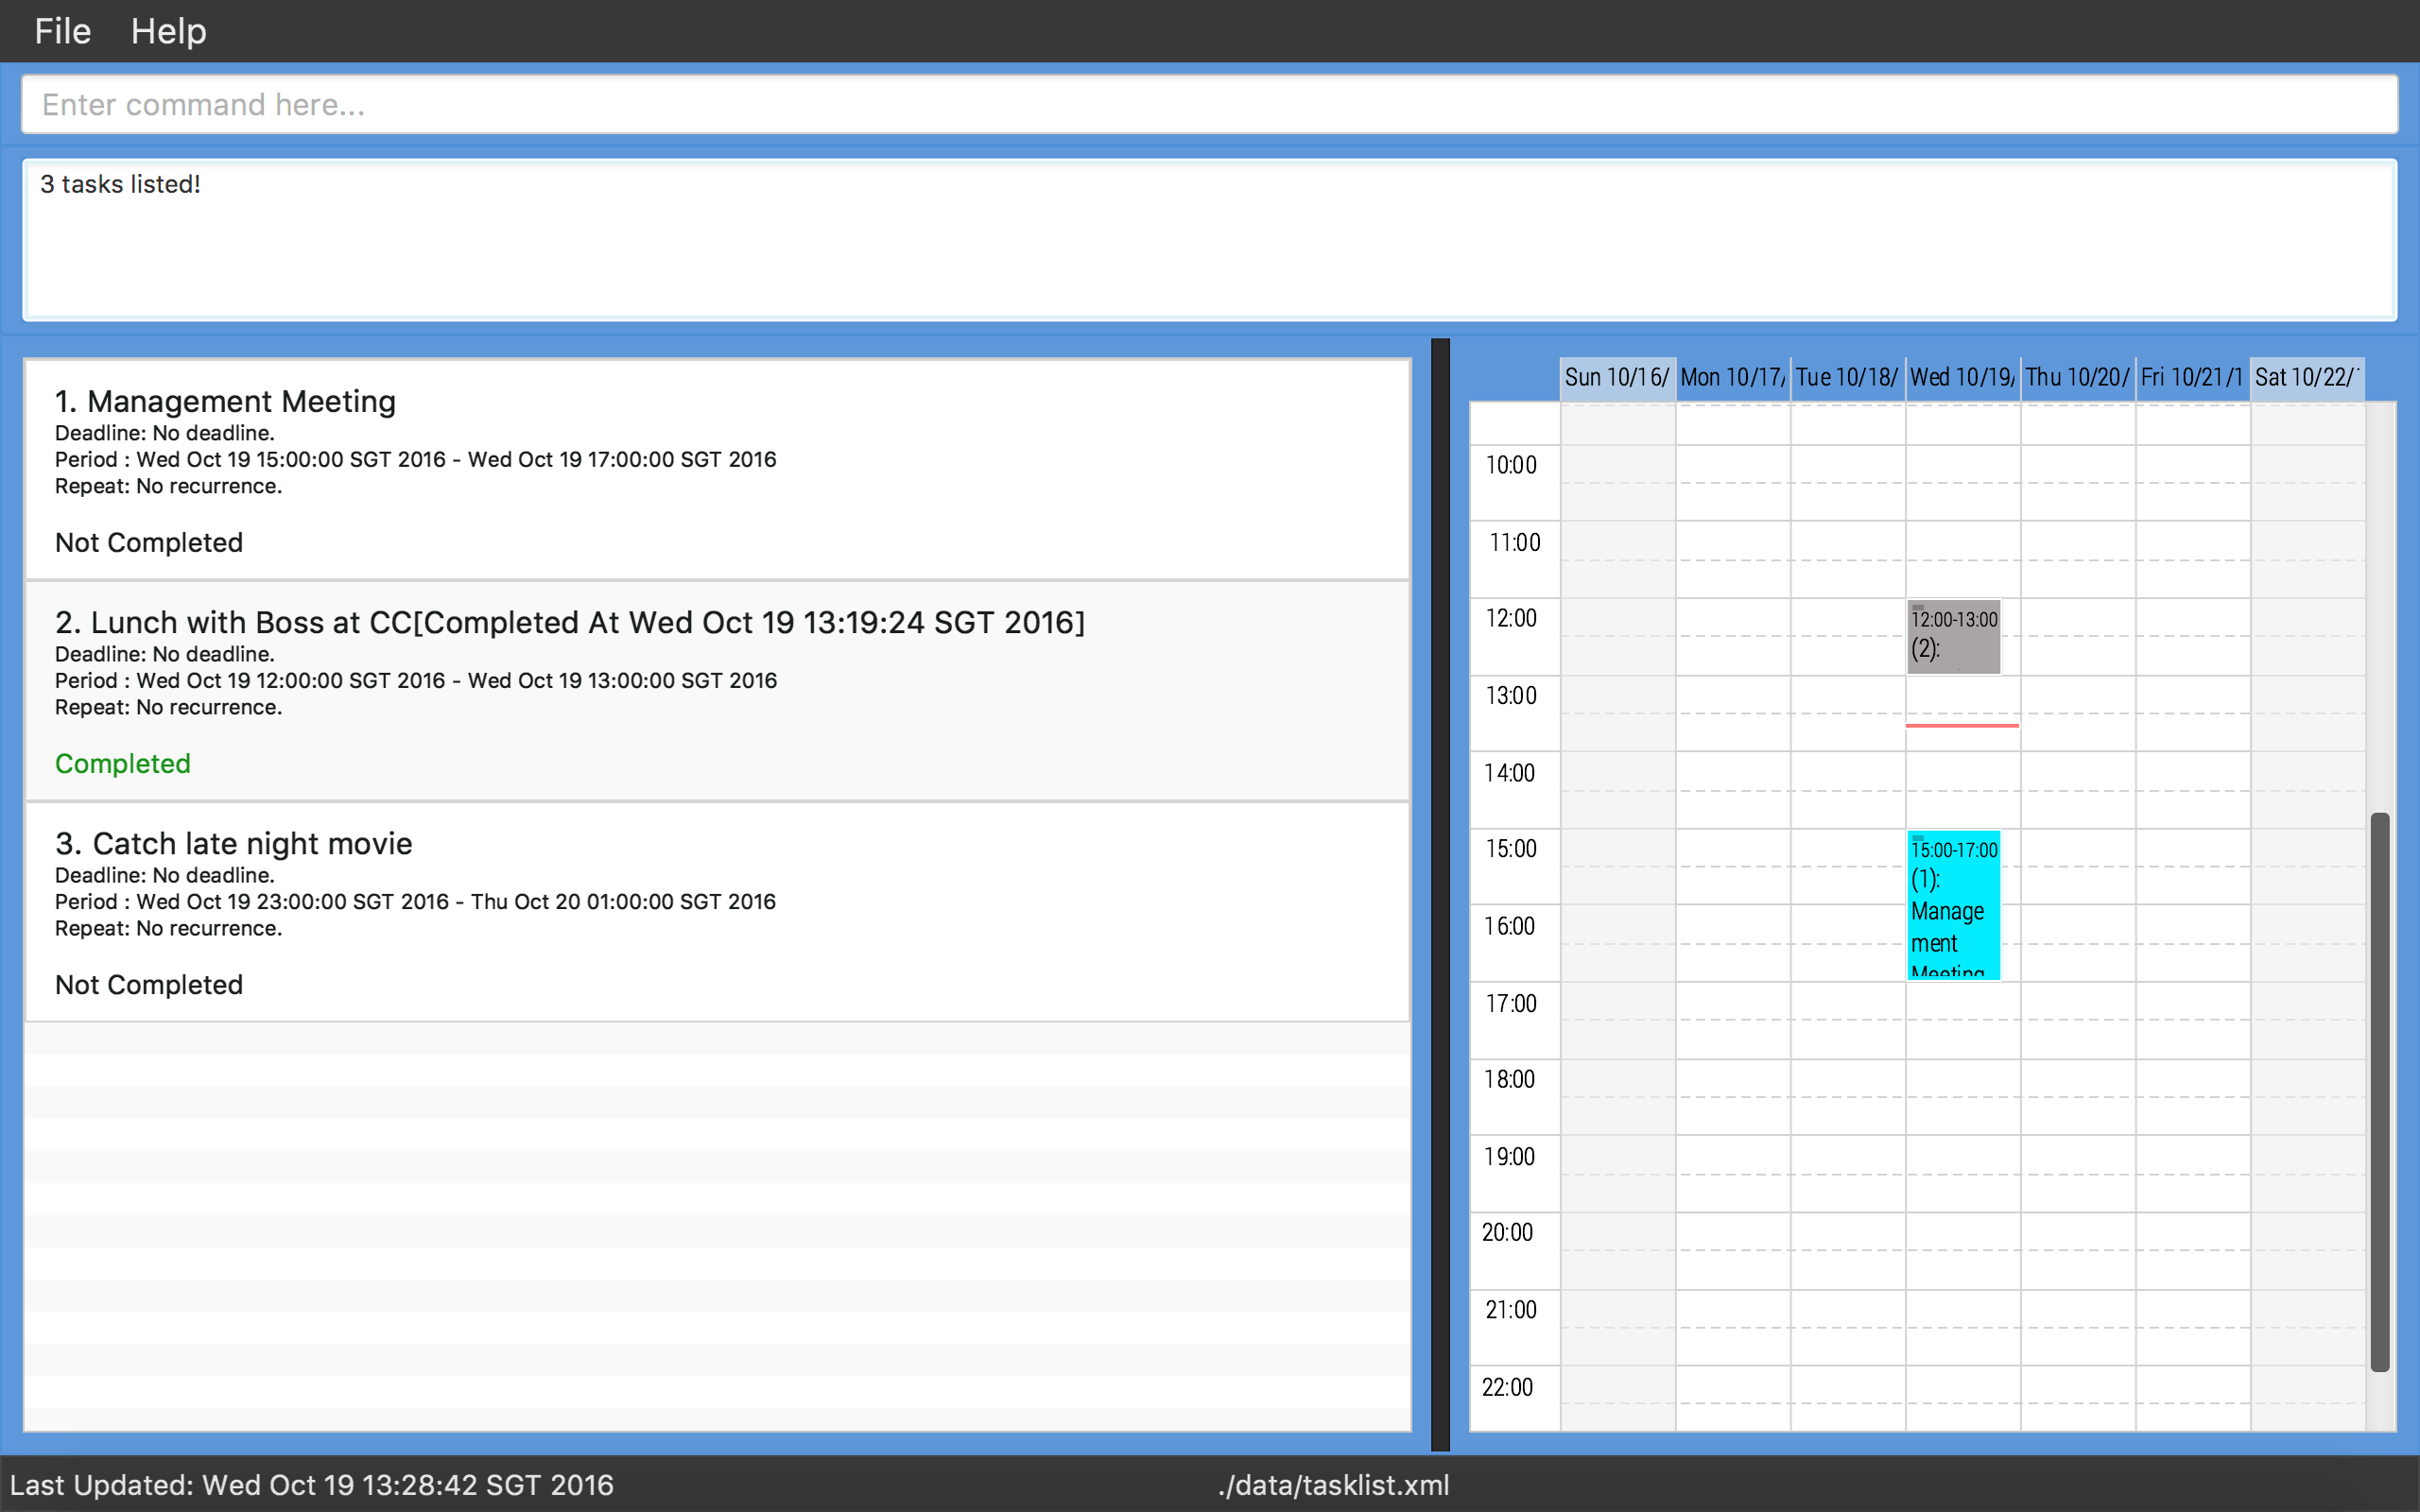 File Help
Enter command here...
3 tasks listed!
1. Management Meeting
Deadline: No deadline.
Period : Wed Oct 19 15:00:00 SGT 2016 - Wed Oct 19 17:00:00 SGT 2016
Repeat: No recurrence.
Not Completed
2. Lunch with Boss at CC[Completed At Wed Oct 19 13:19:24 SGT 2016]
Deadline: No deadline.
Period : Wed Oct 19 12:00:00 SGT 2016 - Wed Oct 19 13:00:00 SGT 2016
Repeat: No recurrence.
Completed
3. Catch late night movie
Deadline: No deadline.
Period : Wed Oct 19 23:00:00 SGT 2016 - Thu Oct 20 01:00:00 SGT 2016
Repeat: No recurrence.
Not Completed
Sun 10/16/ Mon 10/17/ Tue 10/18/ Wed 10/19/ Thu 10/20/ Fri 10/21/1 Sat 10/22/
10:00
11:00
12:00
13:00
14:00
15:00
16:00
17:00
18:00
19:00
20:00
21:00
22:00
12:00-13:00
(2):
15:00-17:00
(1):
Manage
ment
Meeting
Last Updated: Wed Oct 19 13:28:42 SGT 2016
./data/tasklist.xml